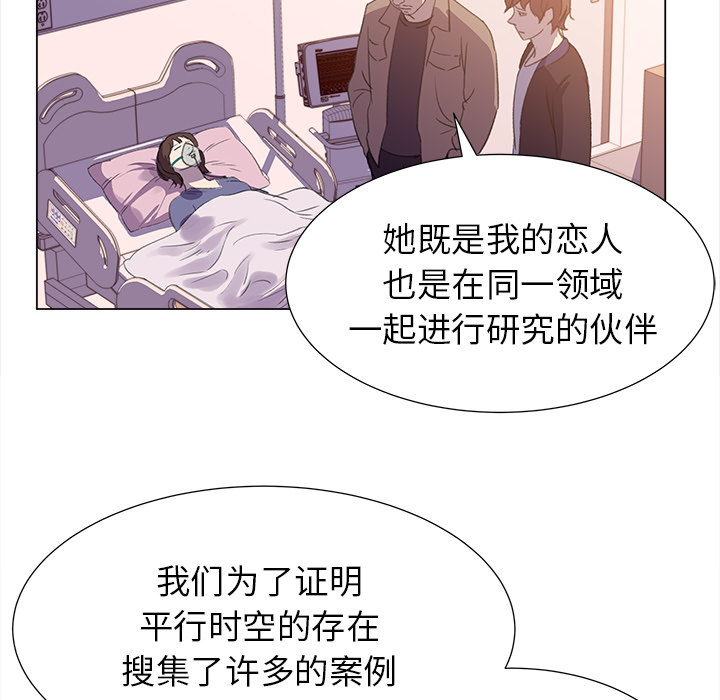 她既是我的恋人
也是在同一领域
一起进行研究的伙伴
我们为了证明
平行时空的存在
搜集了许多的案例